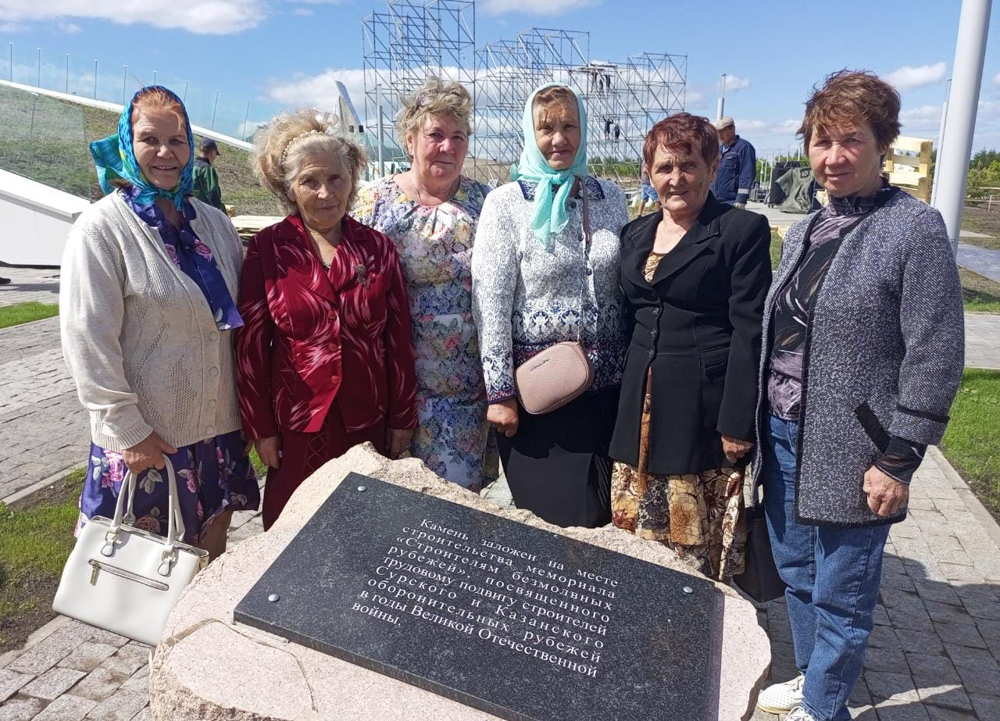 Камень заложен на месте
строительства мемориала
«Строителям безмолвных
рубежей», посвященного
трудовому подвигу строителей
Сурского и Казанского
оборонительных рубежей
в годы Великой Отечественной
войны.